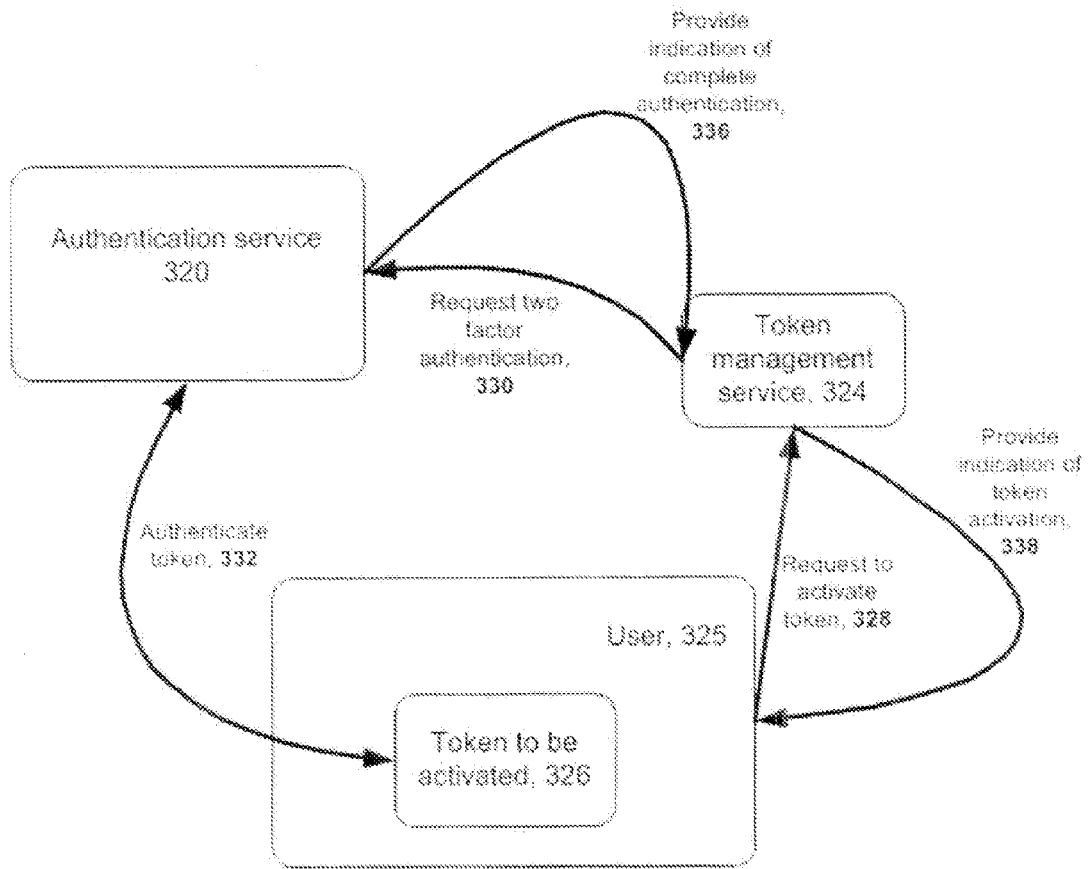 Provide
indication of
complete
authentication,
336
Authentication service
320
Request two
factor
authentication,
330
Token
management
service, 324
Provide
indication of
token
activation,
338
Authenticate
token, 332
Request to
activate
token, 328
User, 325
Token to be
activated, 326